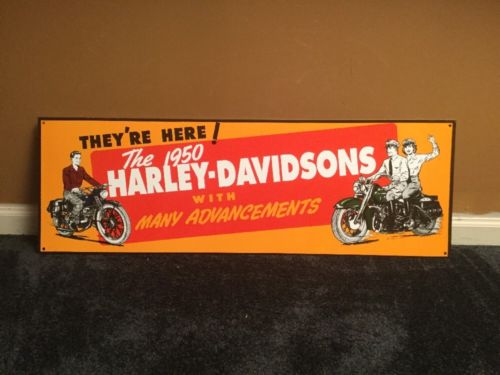 THEY'RE HERE!
The 1950
HARLEY-DAVIDSONS
WITH
MANY ADVANCEMENTS